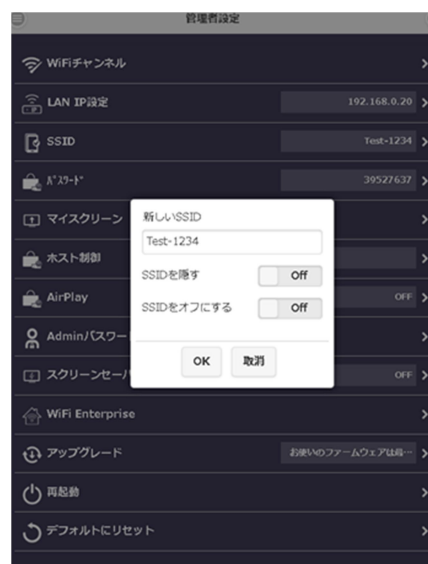 管理者設定
WiFiチャンネル
LAN IP設定
192.168.0.20
SSID
Test-1234
ﾊﾟｽﾜｰﾄﾞ
39527637
マイスクリーン
新しいSSID
Test-1234
ホスト制御
SSIDを隠す
Off
AirPlay
OFF
SSIDをオフにする
Off
Adminパスワー
OK
取消
スクリーンセーバ
OFF
WiFi Enterprise
アップグレード
お使いのファームウェアは最…
再起動
デフォルトにリセット